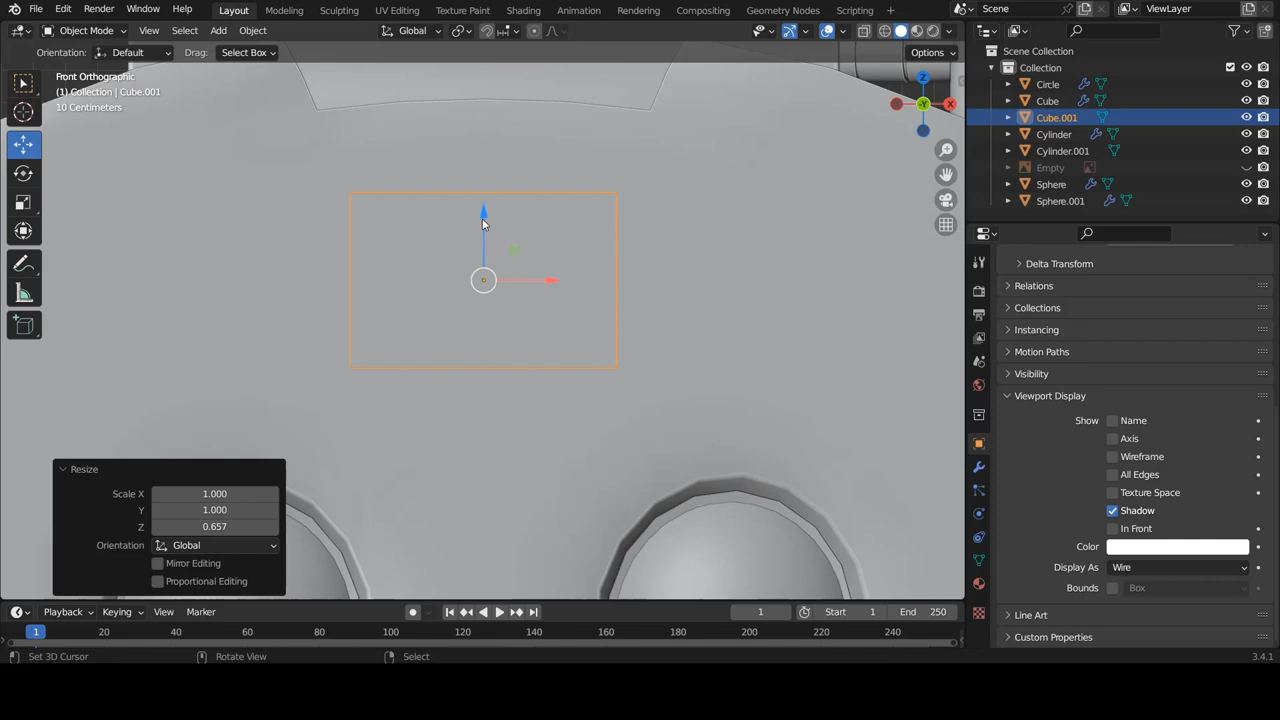 File Edit Render Window Help Layout Modeling Sculpting UV Editing Texture Paint Shading Animation Rendering Compositing Geometry Nodes Scripting Scene ViewLayer
Object Mode View Select Add Object Global
Orientation: Default Drag: Select Box Options
Front Orthographic
(1) Collection | Cube.001
10 Centimeters
Z
X
-Y
Resize
Scale X 1.000
Y 1.000
Z 0.657
Orientation Global
Mirror Editing
Proportional Editing
Scene Collection
Collection
Circle
Cube
Cube.001
Cylinder
Cylinder.001
Empty
Sphere
Sphere.001
Delta Transform
Relations
Collections
Instancing
Motion Paths
Visibility
Viewport Display
Show Name
Axis
Wireframe
All Edges
Texture Space
Shadow
In Front
Color
Display As Wire
Bounds Box
Line Art
Custom Properties
Playback Keying View Marker 1 Start 1 End 250
1 20 40 60 80 100 120 140 160 180 200 220 240
Set 3D Cursor Rotate View Select 3.4.1